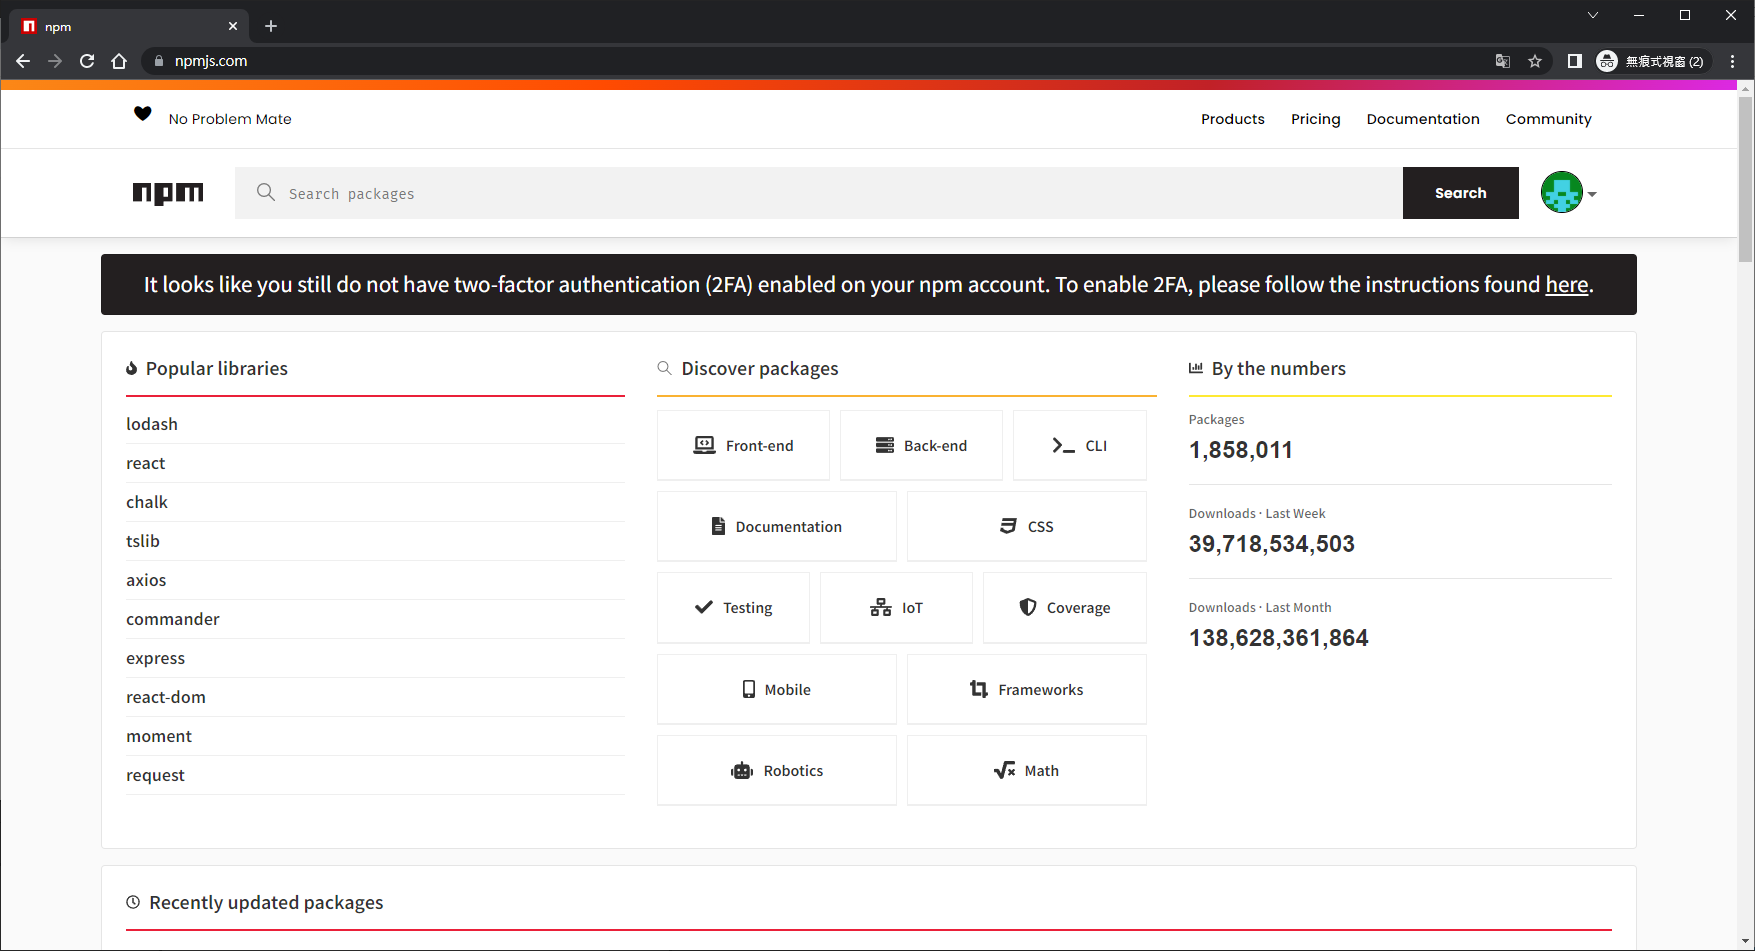 npm
npmjs.com
無痕式視窗 (2)
No Problem Mate
Products Pricing Documentation Community
npm
Search packages
Search
It looks like you still do not have two-factor authentication (2FA) enabled on your npm account. To enable 2FA, please follow the instructions found here.
Popular libraries
lodash
react
chalk
tslib
axios
commander
express
react-dom
moment
request
Discover packages
Front-end
Back-end
CLI
Documentation
CSS
Testing
IoT
Coverage
Mobile
Frameworks
Robotics
Math
By the numbers
Packages
1,858,011
Downloads · Last Week
39,718,534,503
Downloads · Last Month
138,628,361,864
Recently updated packages